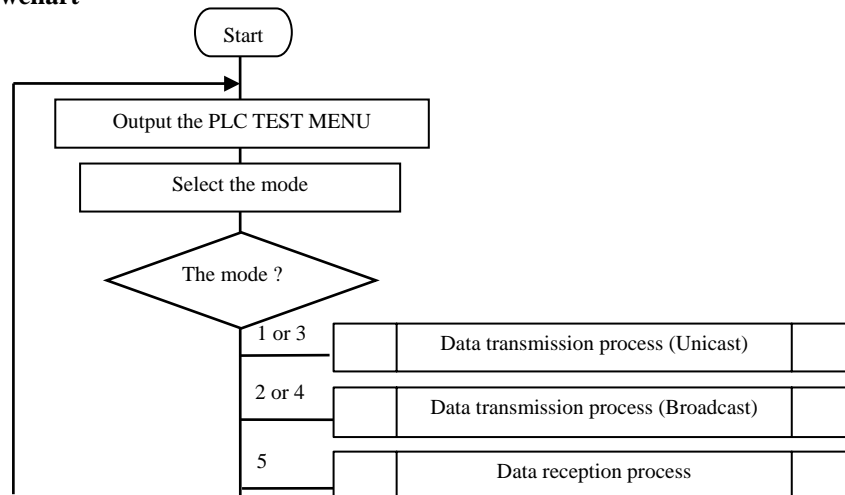 Start
Output the PLC TEST MENU
Select the mode
The mode ?
1 or 3
Data transmission process (Unicast)
2 or 4
Data transmission process (Broadcast)
5
Data reception process